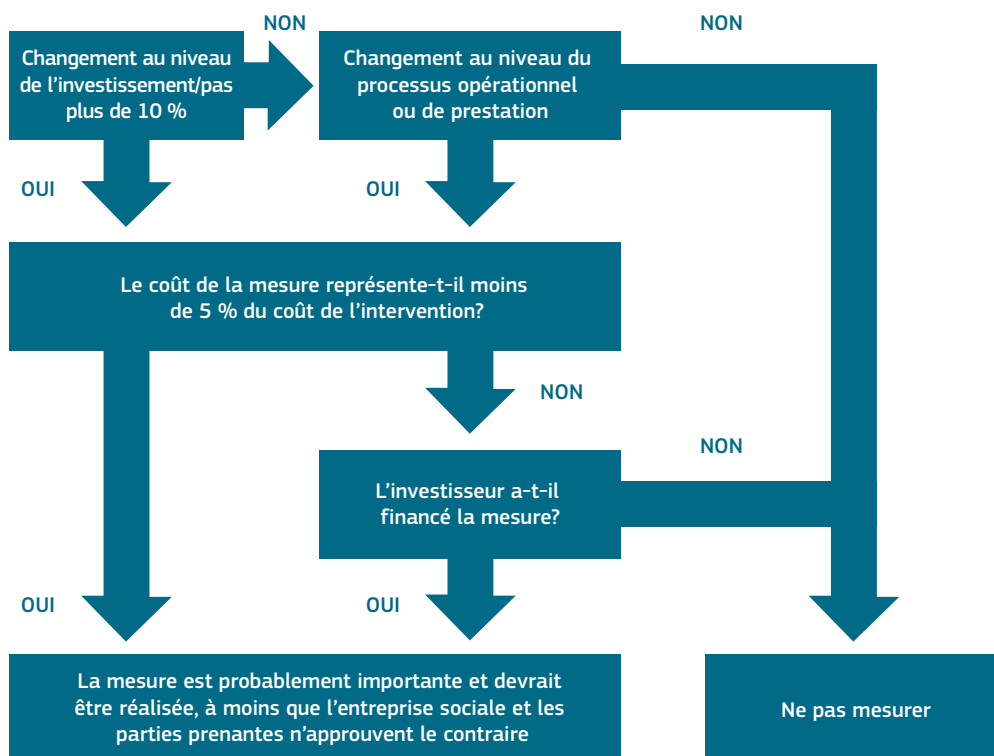 NON
NON
Changement au niveau
de l'investissement/pas
plus de 10 %
Changement au niveau du
processus opérationnel
ou de prestation
OUI
OUI
Le coût de la mesure représente-t-il moins
de 5 % du coût de l'intervention?
NON
NON
L'investisseur a-t-il
financé la mesure?
OUI
OUI
La mesure est probablement importante et devrait
être réalisée, à moins que l'entreprise sociale et les
parties prenantes n'approuvent le contraire
Ne pas mesurer